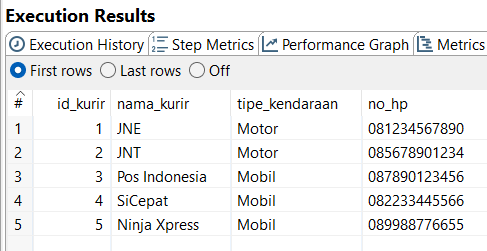 Execution Results
Execution History Step Metrics Performance Graph Metrics
First rows Last rows Off
# id_kurir nama_kurir tipe_kendaraan no_hp
1 1 JNE Motor 081234567890
2 2 JNT Motor 085678901234
3 3 Pos Indonesia Mobil 087890123456
4 4 SiCepat Mobil 082233445566
5 5 Ninja Xpress Mobil 089988776655